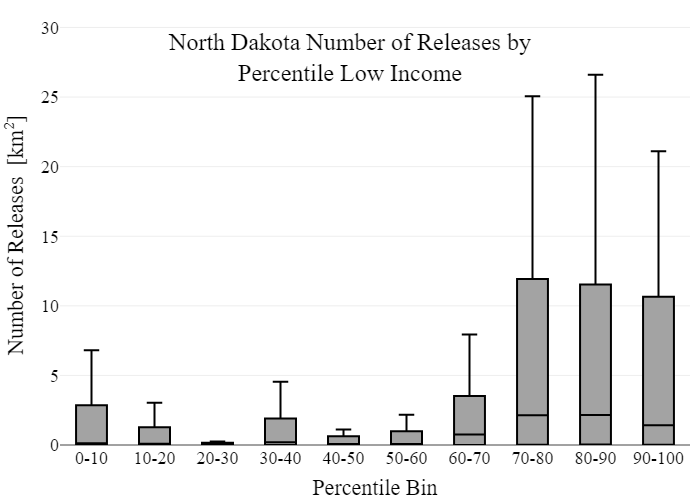 North Dakota Number of Releases by
Percentile Low Income
Number of Releases [km²]
30
25
20
15
10
5
0
0-10 10-20 20-30 30-40 40-50 50-60 60-70 70-80 80-90 90-100
Percentile Bin